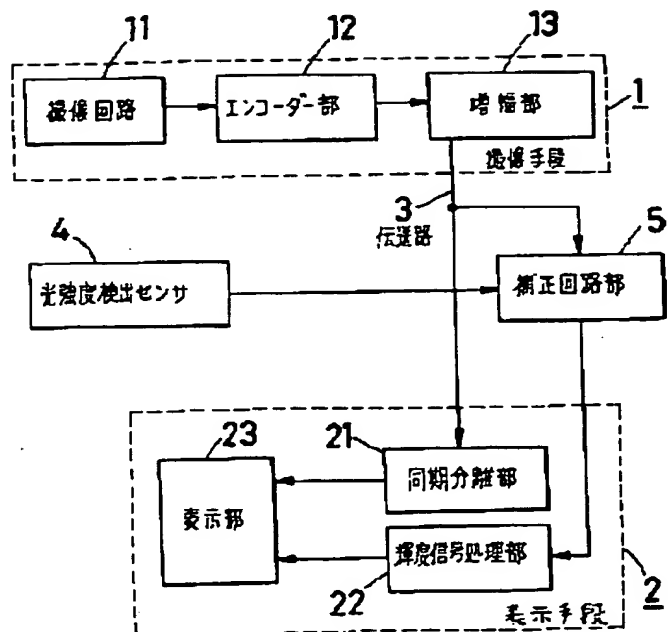 11
12
13
撮像回路
エンコーダー部
増幅部
1
撮像手段
3
伝送路
4
5
光強度検出センサ
補正回路部
23
21
同期分離部
表示部
輝度信号処理部
22
2
表示手段